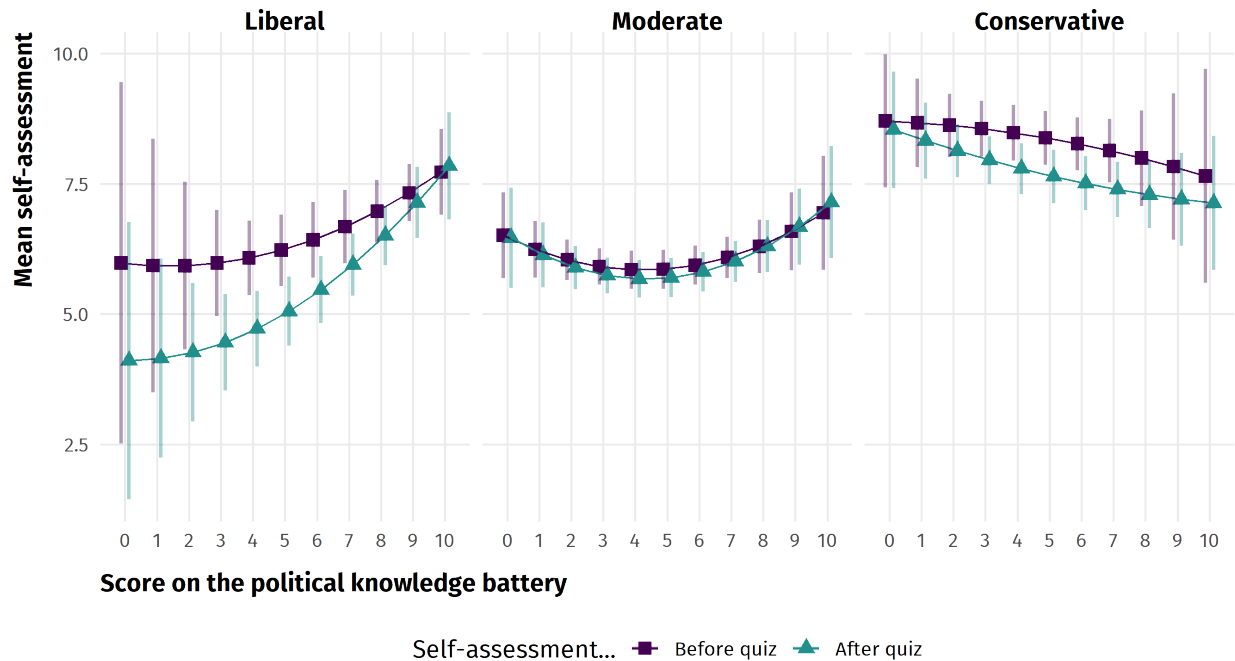 Liberal Moderate Conservative
Mean self-assessment
10.0
7.5
5.0
2.5
0 1 2 3 4 5 6 7 8 9 10 0 1 2 3 4 5 6 7 8 9 10 0 1 2 3 4 5 6 7 8 9 10
Score on the political knowledge battery
Self-assessment... Before quiz After quiz